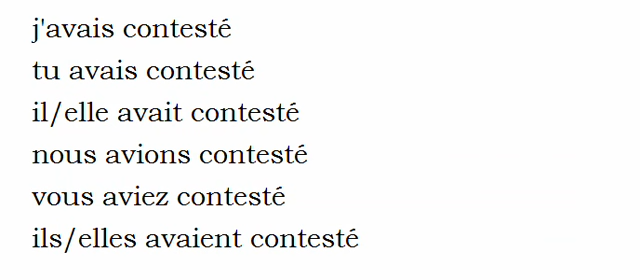 j'avais contesté
tu avais contesté
il/elle avait contesté
nous avions contesté
vous aviez contesté
ils/elles avaient contesté